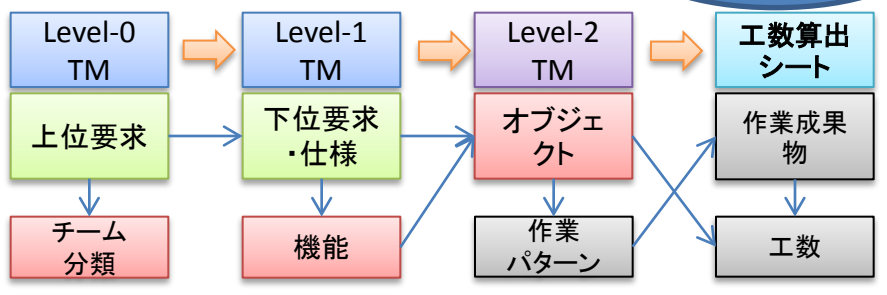 Level-0
TM
Level-1
TM
Level-2
TM
工数算出
シート
上位要求
下位要求
・仕様
オブジェ
クト
作業成果
物
チーム
分類
機能
作業
パターン
工数